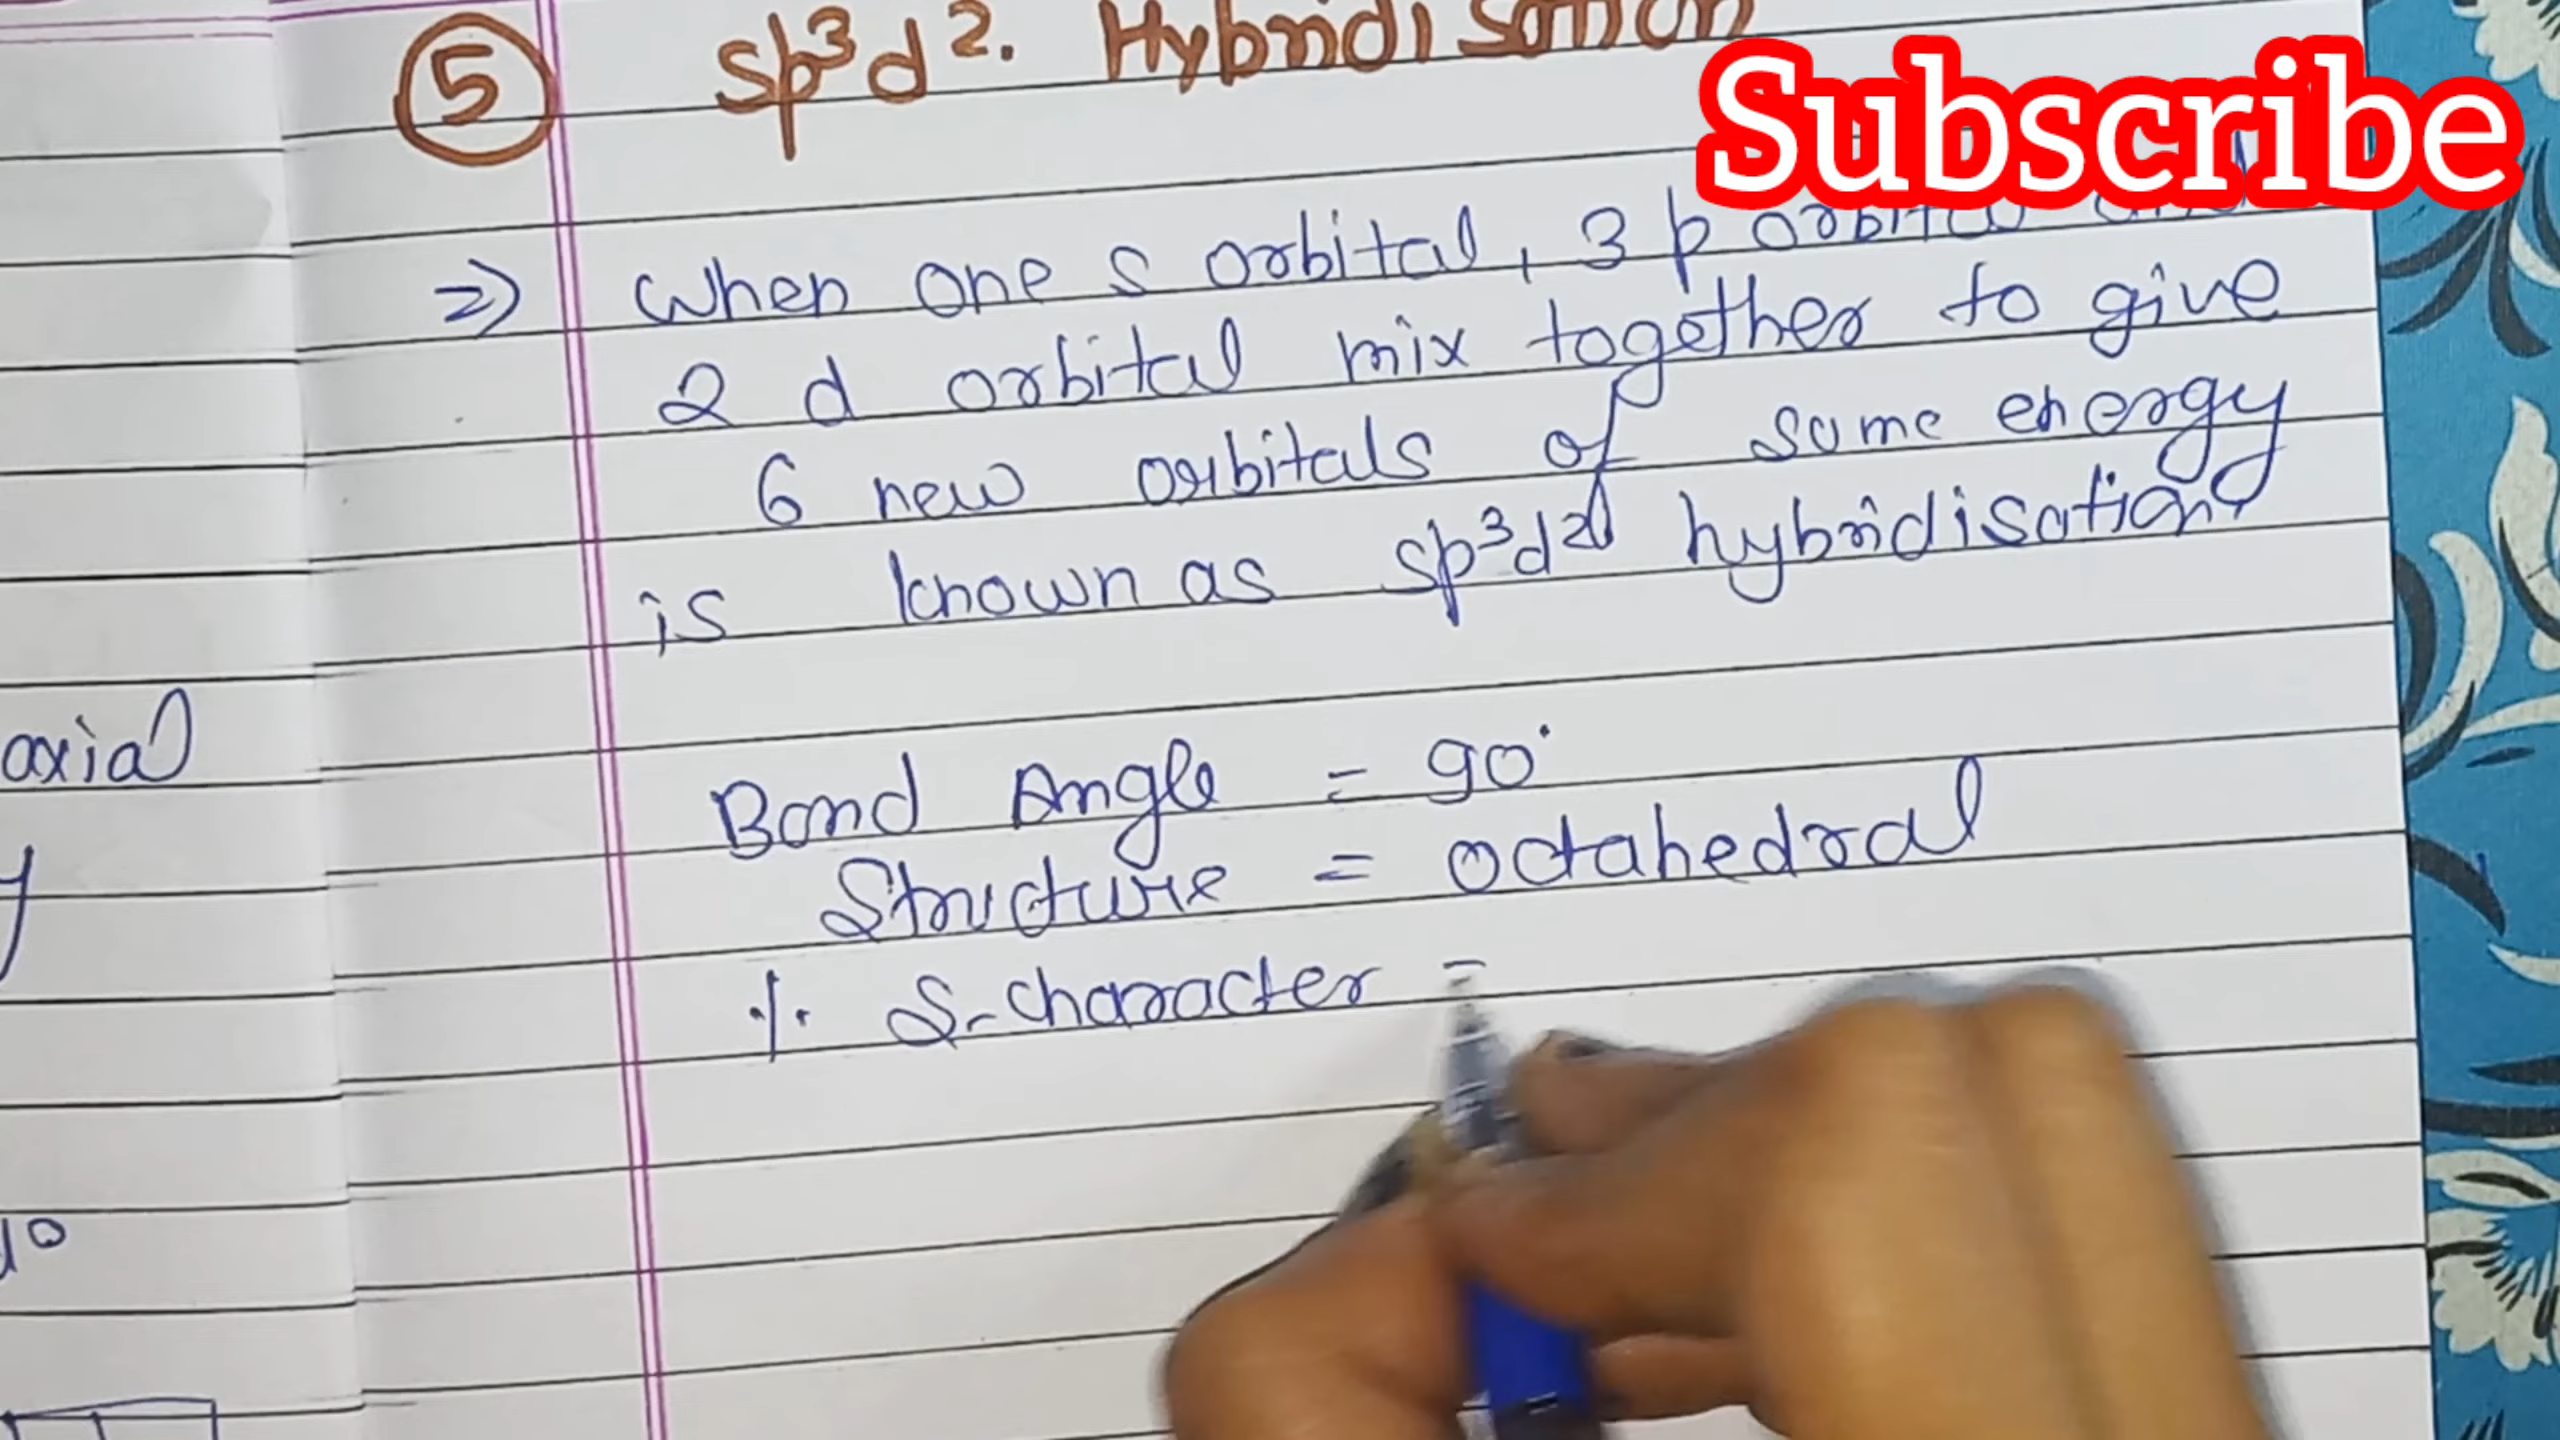 5 sp³d². Hybridisation
Subscribe
=> When one s orbital, 3 p orbital
2 d orbital mix together to give
6 new orbitals of same energy
is known as sp³d² hybridisation
axial
Bond Angle = 90°
Structure = octahedral
% S-character =